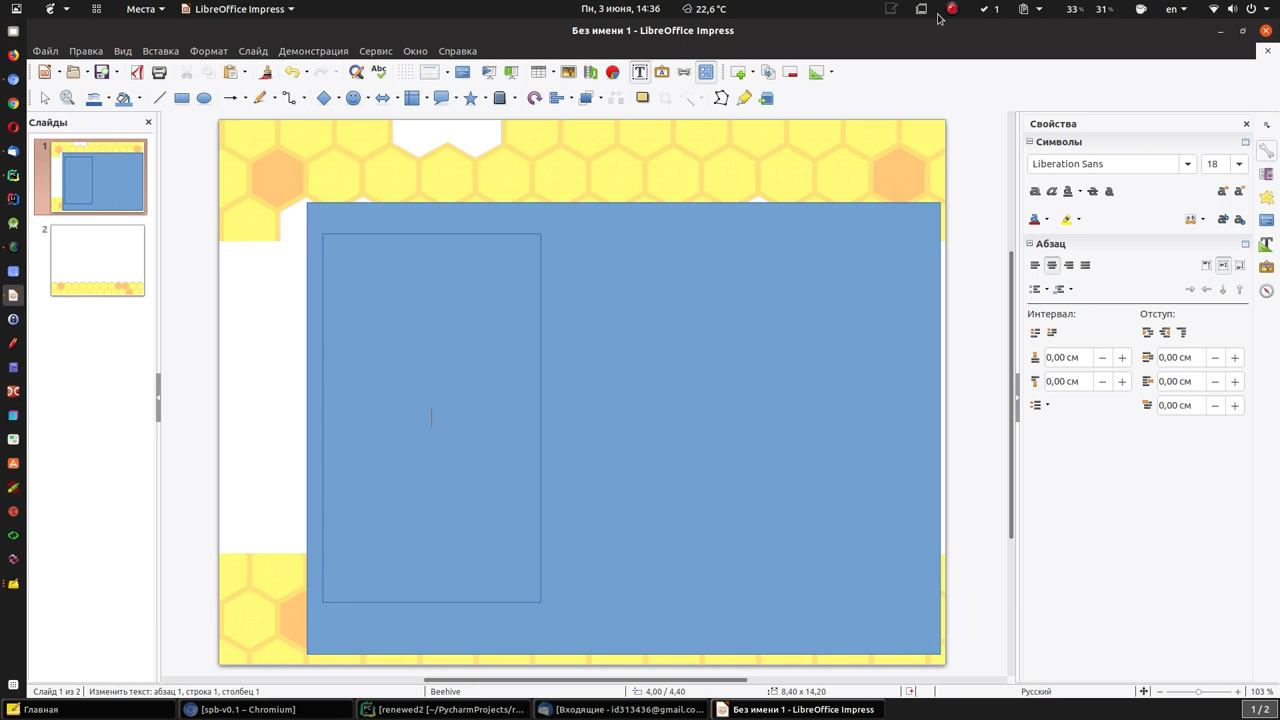 Места
LibreOffice Impress
Пн, 3 июня, 14:36
22,6 °C
1
33%
31%
en
Без имени 1 - LibreOffice Impress
Файл
Правка
Вид
Вставка
Формат
Слайд
Демонстрация
Сервис
Окно
Справка
Слайды
1
2
Свойства
Символы
Liberation Sans
18
Абзац
Интервал:
Отступ:
0,00 см
0,00 см
0,00 см
0,00 см
0,00 см
Слайд 1 из 2
Изменить текст: абзац 1, строка 1, столбец 1
Beehive
4,00 / 4,40
8,40 x 14,20
Русский
103 %
Главная
[spb-v0.1 – Chromium]
[renewed2 [~/PycharmProjects/r...
[Входящие - id313436@gmail.co...
Без имени 1 - LibreOffice Impress
1 / 2